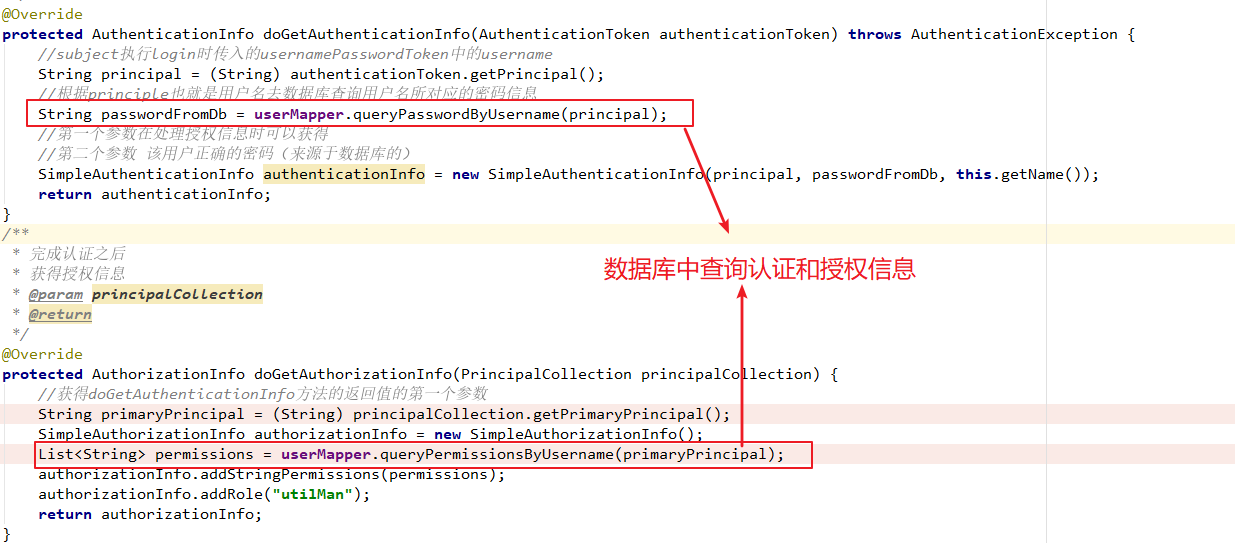 @Override
protected AuthenticationInfo doGetAuthenticationInfo(AuthenticationToken authenticationToken) throws AuthenticationException {
//subject执行login时传入的usernamePasswordToken中的username
String principal = (String) authenticationToken.getPrincipal();
//根据principle也就是用户名去数据库查询用户名所对应的密码信息
String passwordFromDb = userMapper.queryPasswordByUsername(principal);
//第一个参数在处理授权信息时可以获得
//第二个参数 该用户正确的密码（来源于数据库的）
SimpleAuthenticationInfo authenticationInfo = new SimpleAuthenticationInfo(principal, passwordFromDb, this.getName());
return authenticationInfo;
}
/**
* 完成认证之后
数据库中查询认证和授权信息
* 获得授权信息
* @param principalCollection
* @return
*/
@Override
protected AuthorizationInfo doGetAuthorizationInfo(PrincipalCollection principalCollection) {
//获得doGetAuthenticationInfo方法的返回值的第一个参数
String primaryPrincipal = (String) principalCollection.getPrimaryPrincipal();
SimpleAuthorizationInfo authorizationInfo = new SimpleAuthorizationInfo();
List<String> permissions = userMapper.queryPermissionsByUsername(primaryPrincipal);
authorizationInfo.addStringPermissions(permissions);
authorizationInfo.addRole("utilMan");
return authorizationInfo;
}